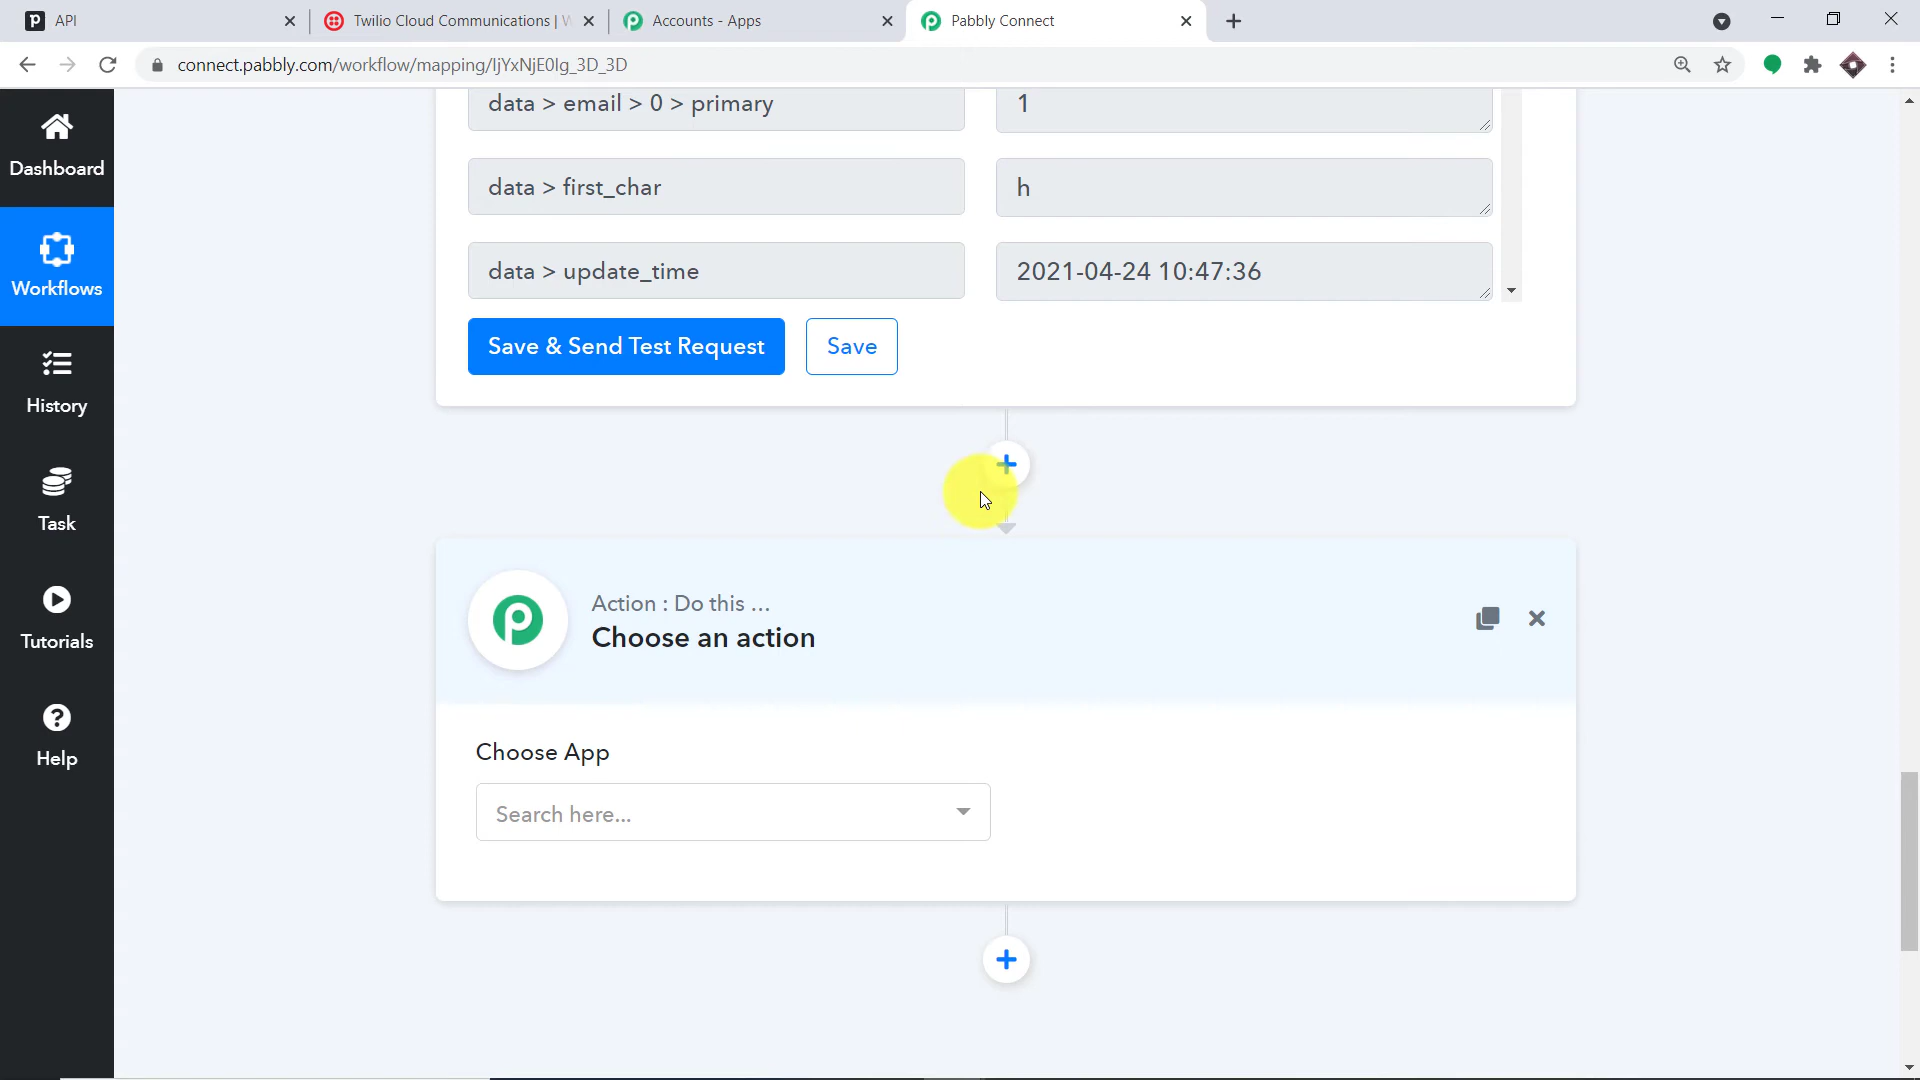 API
Twilio Cloud Communications |
Accounts - Apps
Pabbly Connect
connect.pabbly.com/workflow/mapping/IjYxNjE0Ig_3D_3D
data > email > 0 > primary
1
Dashboard
data > first_char
h
data > update_time
2021-04-24 10:47:36
Workflows
Save & Send Test Request
Save
History
Task
Action : Do this ...
Choose an action
Tutorials
Choose App
Help
Search here...